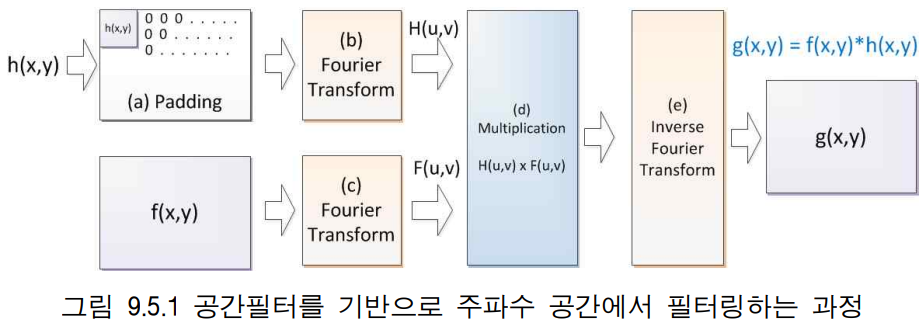 h(x,y)
h(x,y)
0 0 0 . . . . .
0 0 . . . . . .
0 . . . . . . .
(a) Padding
(b)
Fourier
Transform
H(u,v)
f(x,y)
(c)
Fourier
Transform
F(u,v)
(d)
Multiplication
H(u,v) x F(u,v)
(e)
Inverse
Fourier
Transform
g(x,y) = f(x,y)*h(x,y)
g(x,y)
그림 9.5.1 공간필터를 기반으로 주파수 공간에서 필터링하는 과정